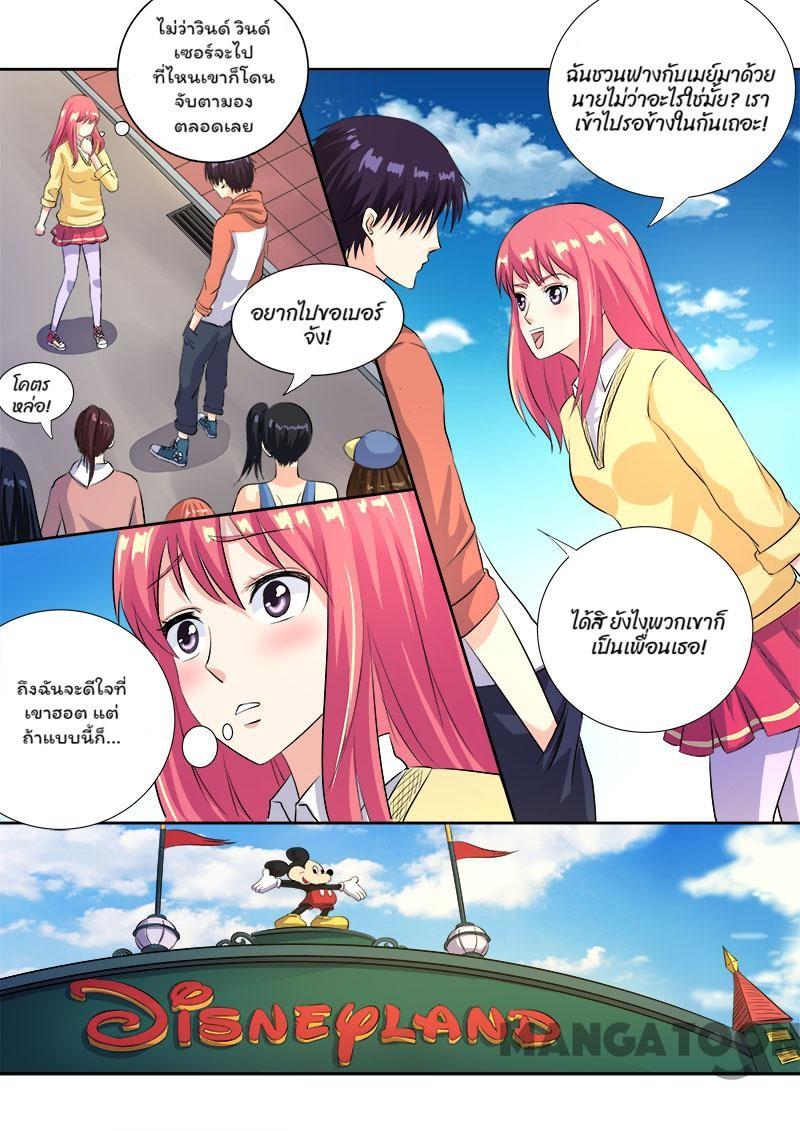 ไม่ว่าวินด์ วินด์
เซอร์จะไป
ที่ไหนเขาก็โดน
จับตามอง
ตลอดเลย
ฉันชวนฟางกับเมย์มาด้วย
นายไม่ว่าอะไรใช่มั้ย? เรา
เข้าไปรอข้างในกันเถอะ!
อยากไปขอเบอร์
จัง!
โคตร
หล่อ!
ได้สิ ยังไงพวกเขาก็
เป็นเพื่อนเธอ!
ถึงฉันจะดีใจที่
เขาฮอต แต่
ถ้าแบบนี้ก็...
DISNEYLAND
MANGATOON